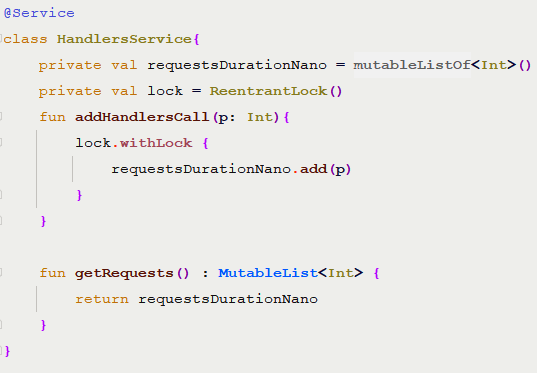 @Service
class HandlersService{
    private val requestsDurationNano = mutableListOf<Int>()
    private val lock = ReentrantLock()
    fun addHandlersCall(p: Int){
        lock.withLock {
            requestsDurationNano.add(p)
        }
    }

    fun getRequests() : MutableList<Int> {
        return requestsDurationNano
    }
}